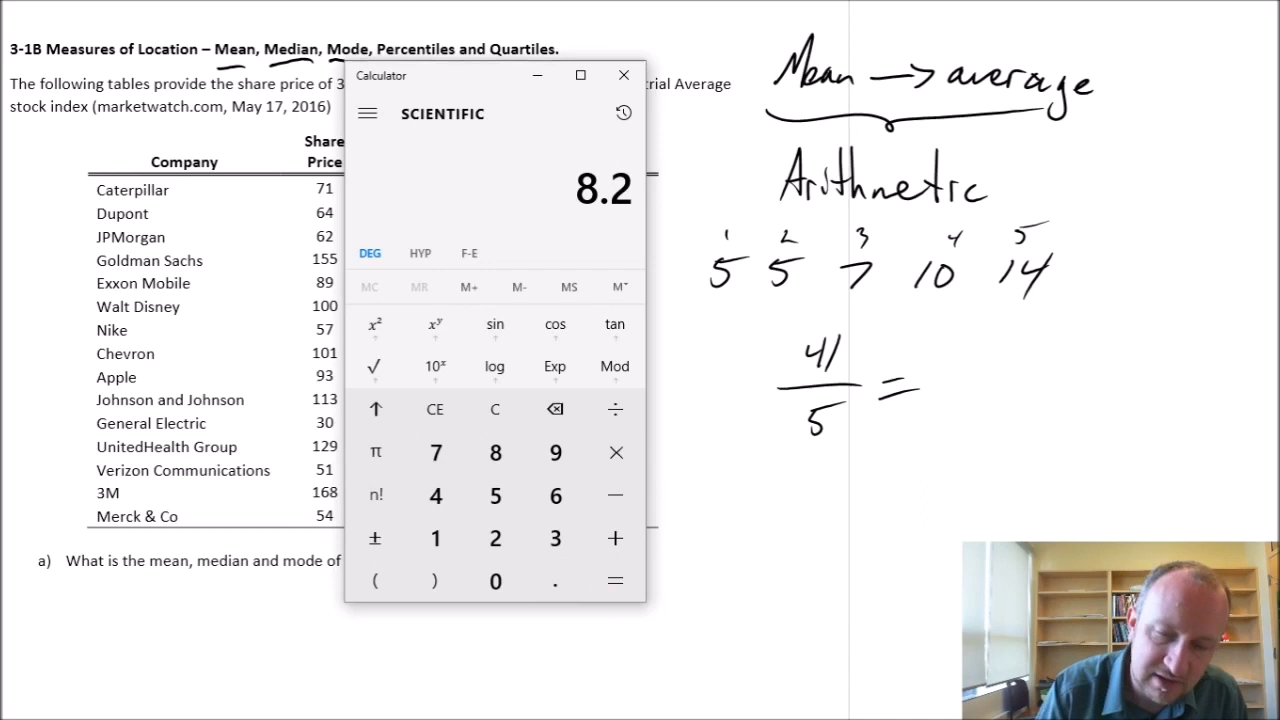 3-1B Measures of Location – Mean, Median, Mode, Percentiles and Quartiles.
The following tables provide the share price of 3
trial Average
stock index (marketwatch.com, May 17, 2016)
Share
Company Price
Caterpillar 71
Dupont 64
JPMorgan 62
Goldman Sachs 155
Exxon Mobile 89
Walt Disney 100
Nike 57
Chevron 101
Apple 93
Johnson and Johnson 113
General Electric 30
UnitedHealth Group 129
Verizon Communications 51
3M 168
Merck & Co 54
a) What is the mean, median and mode of
Calculator
SCIENTIFIC
8.2
DEG HYP F-E
MC MR M+ M- MS M˅
x² xʸ sin cos tan
√ 10ˣ log Exp Mod
↑ CE C ⌫ ÷
π 7 8 9 ×
n! 4 5 6 −
± 1 2 3 +
( ) 0 . =
Mean → average
Arithmetic
1 2 3 4 5
5 5 7 10 14
41
5 =